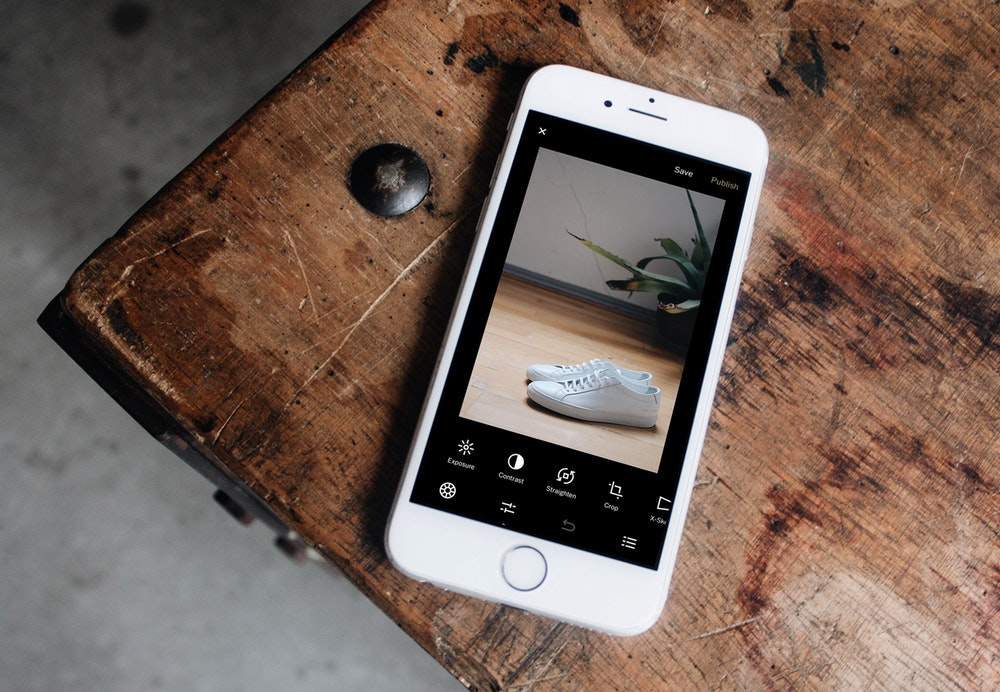 Save
Publish
Exposure
Contrast
Straighten
Crop